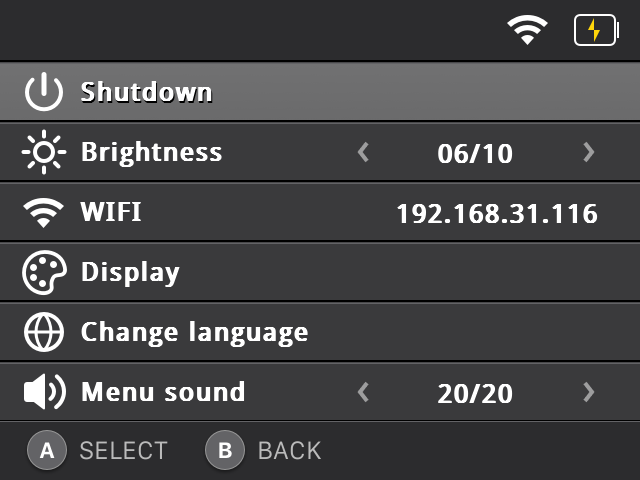 Shutdown
Brightness 06/10
WIFI 192.168.31.116
Display
Change language
Menu sound 20/20
A SELECT B BACK